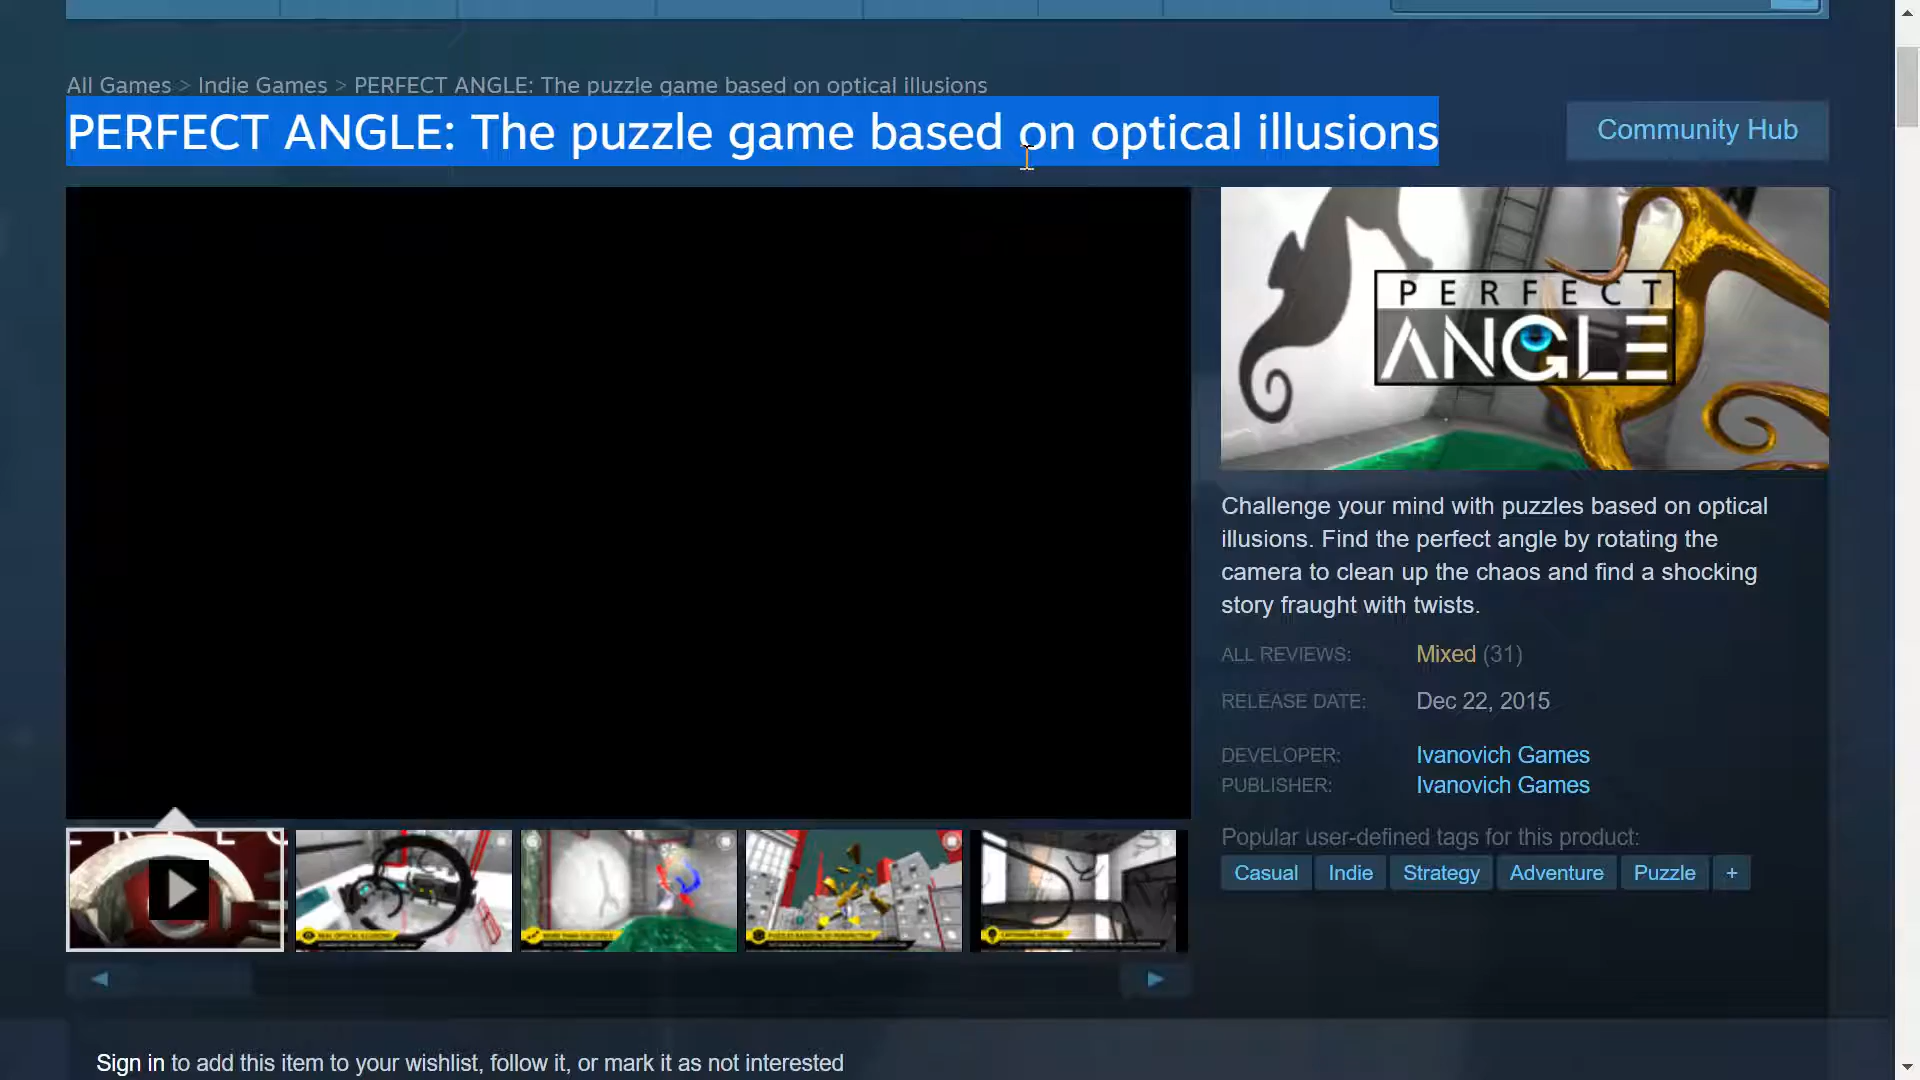 All Games > Indie Games > PERFECT ANGLE: The puzzle game based on optical illusions
PERFECT ANGLE: The puzzle game based on optical illusions
Community Hub
PERFECT
ANGLE
Challenge your mind with puzzles based on optical
illusions. Find the perfect angle by rotating the
camera to clean up the chaos and find a shocking
story fraught with twists.
ALL REVIEWS: Mixed (31)
RELEASE DATE: Dec 22, 2015
DEVELOPER: Ivanovich Games
PUBLISHER: Ivanovich Games
Popular user-defined tags for this product:
Casual Indie Strategy Adventure Puzzle +
Sign in to add this item to your wishlist, follow it, or mark it as not interested